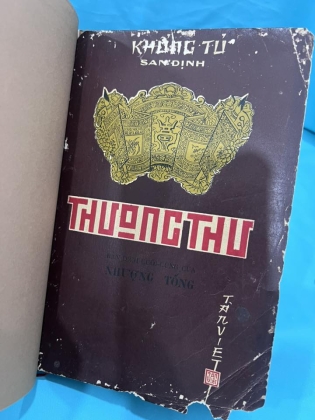 KHỔNG TỬ
SAN ĐỊNH
THƯỢNG THƯ
NHƯỢNG TỐNG
TÂN VIỆT